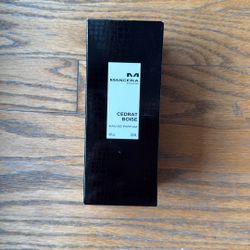 MANCERA
CEDRAT
BOISE
EAU DE PARFUM